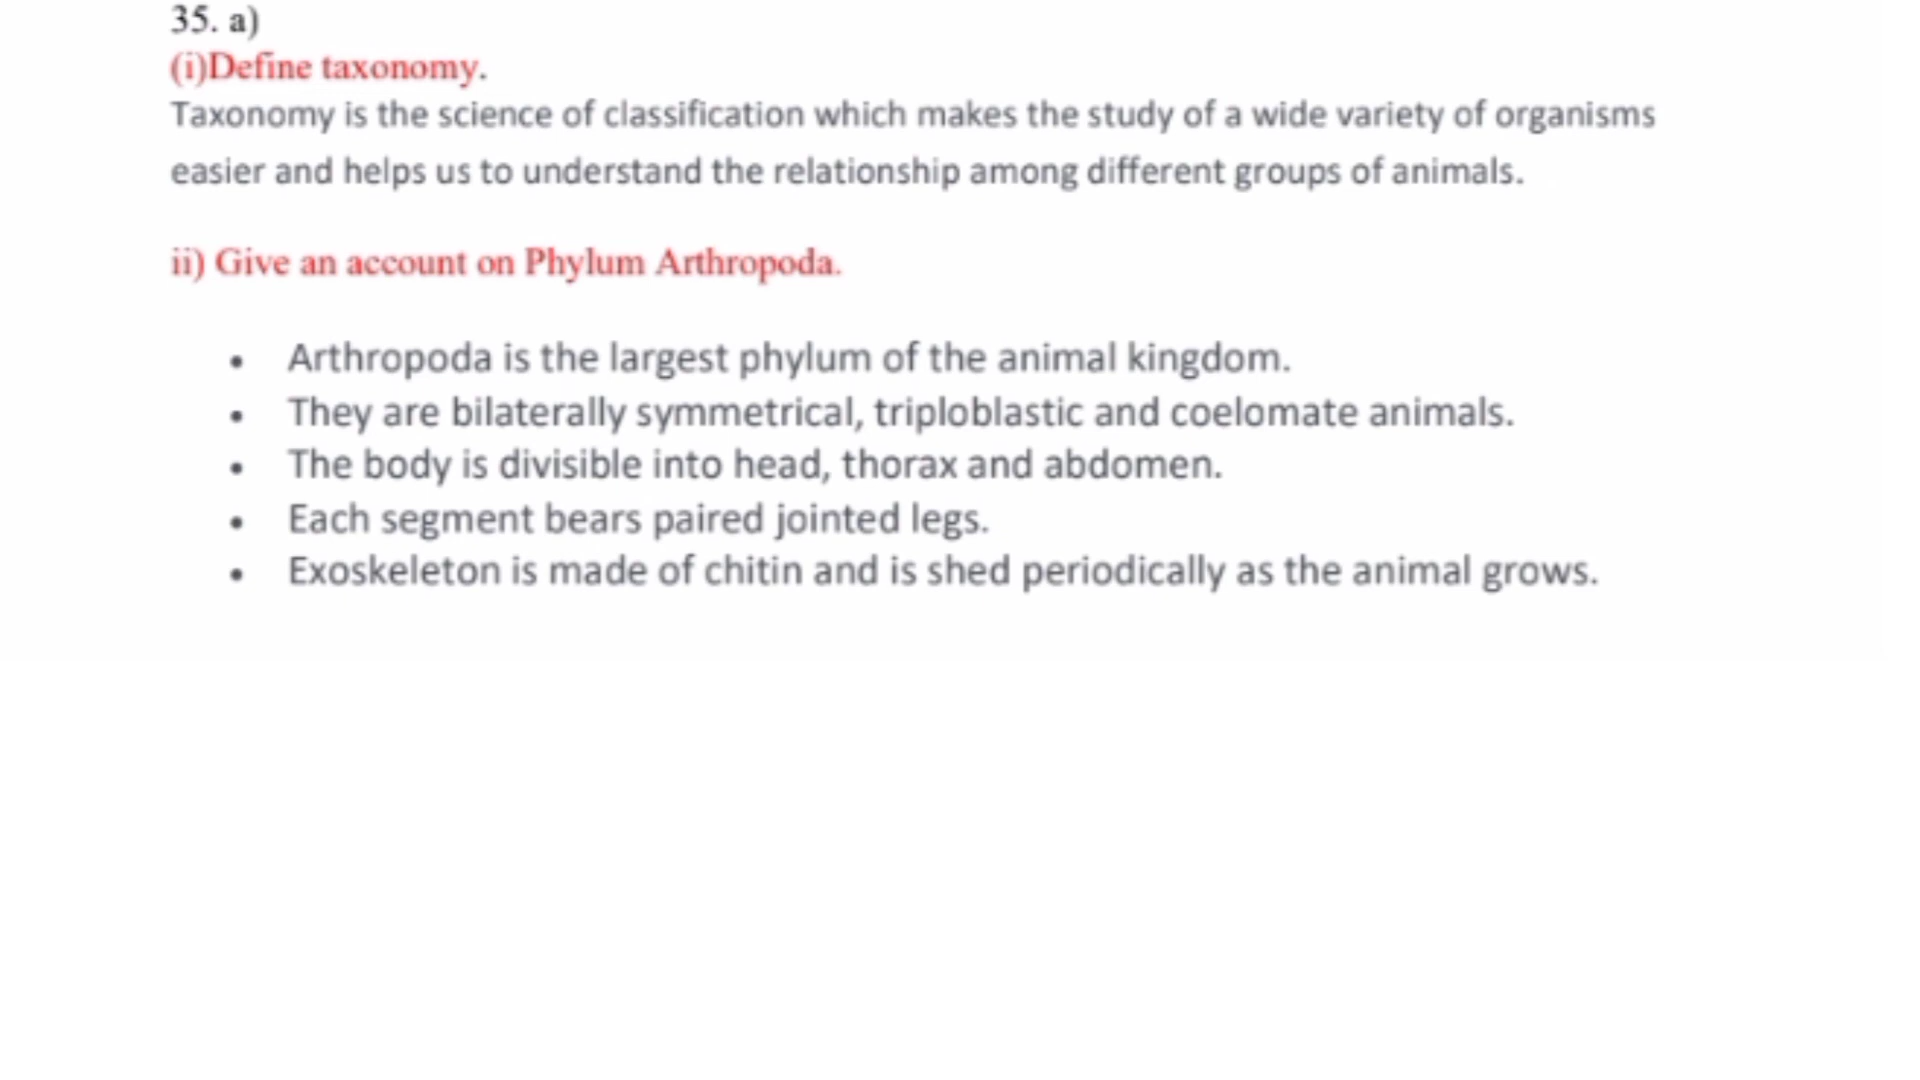 35. a)
(i)Define taxonomy.
Taxonomy is the science of classification which makes the study of a wide variety of organisms
easier and helps us to understand the relationship among different groups of animals.
ii) Give an account on Phylum Arthropoda.
• Arthropoda is the largest phylum of the animal kingdom.
• They are bilaterally symmetrical, triploblastic and coelomate animals.
• The body is divisible into head, thorax and abdomen.
• Each segment bears paired jointed legs.
• Exoskeleton is made of chitin and is shed periodically as the animal grows.